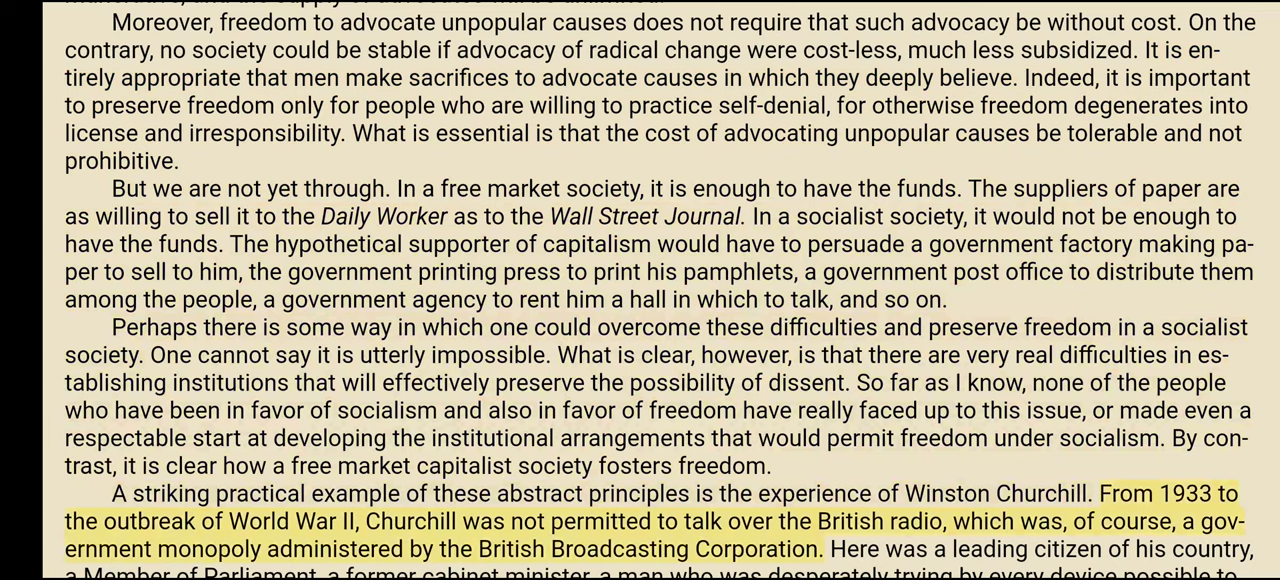 Moreover, freedom to advocate unpopular causes does not require that such advocacy be without cost. On the
contrary, no society could be stable if advocacy of radical change were cost-less, much less subsidized. It is en-
tirely appropriate that men make sacrifices to advocate causes in which they deeply believe. Indeed, it is important
to preserve freedom only for people who are willing to practice self-denial, for otherwise freedom degenerates into
license and irresponsibility. What is essential is that the cost of advocating unpopular causes be tolerable and not
prohibitive.
But we are not yet through. In a free market society, it is enough to have the funds. The suppliers of paper are
as willing to sell it to the Daily Worker as to the Wall Street Journal. In a socialist society, it would not be enough to
have the funds. The hypothetical supporter of capitalism would have to persuade a government factory making pa-
per to sell to him, the government printing press to print his pamphlets, a government post office to distribute them
among the people, a government agency to rent him a hall in which to talk, and so on.
Perhaps there is some way in which one could overcome these difficulties and preserve freedom in a socialist
society. One cannot say it is utterly impossible. What is clear, however, is that there are very real difficulties in es-
tablishing institutions that will effectively preserve the possibility of dissent. So far as I know, none of the people
who have been in favor of socialism and also in favor of freedom have really faced up to this issue, or made even a
respectable start at developing the institutional arrangements that would permit freedom under socialism. By con-
trast, it is clear how a free market capitalist society fosters freedom.
A striking practical example of these abstract principles is the experience of Winston Churchill. From 1933 to
the outbreak of World War II, Churchill was not permitted to talk over the British radio, which was, of course, a gov-
ernment monopoly administered by the British Broadcasting Corporation. Here was a leading citizen of his country,
a Member of Parliament, a former cabinet minister, a man who was desperately trying by every device possible to